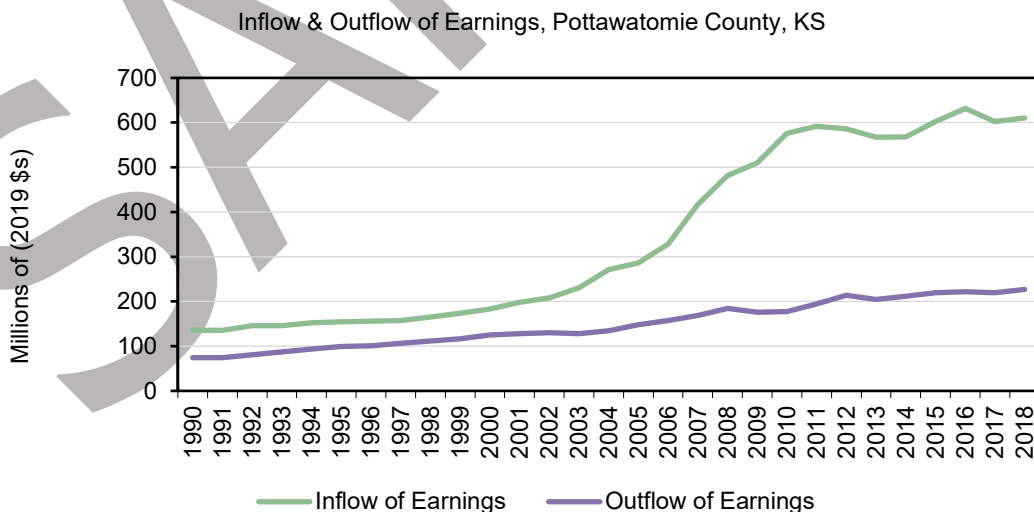 Inflow & Outflow of Earnings, Pottawatomie County, KS
Millions of (2019 $s)
700
600
500
400
300
200
100
0
1990 1991 1992 1993 1994 1995 1996 1997 1998 1999 2000 2001 2002 2003 2004 2005 2006 2007 2008 2009 2010 2011 2012 2013 2014 2015 2016 2017 2018
Inflow of Earnings Outflow of Earnings